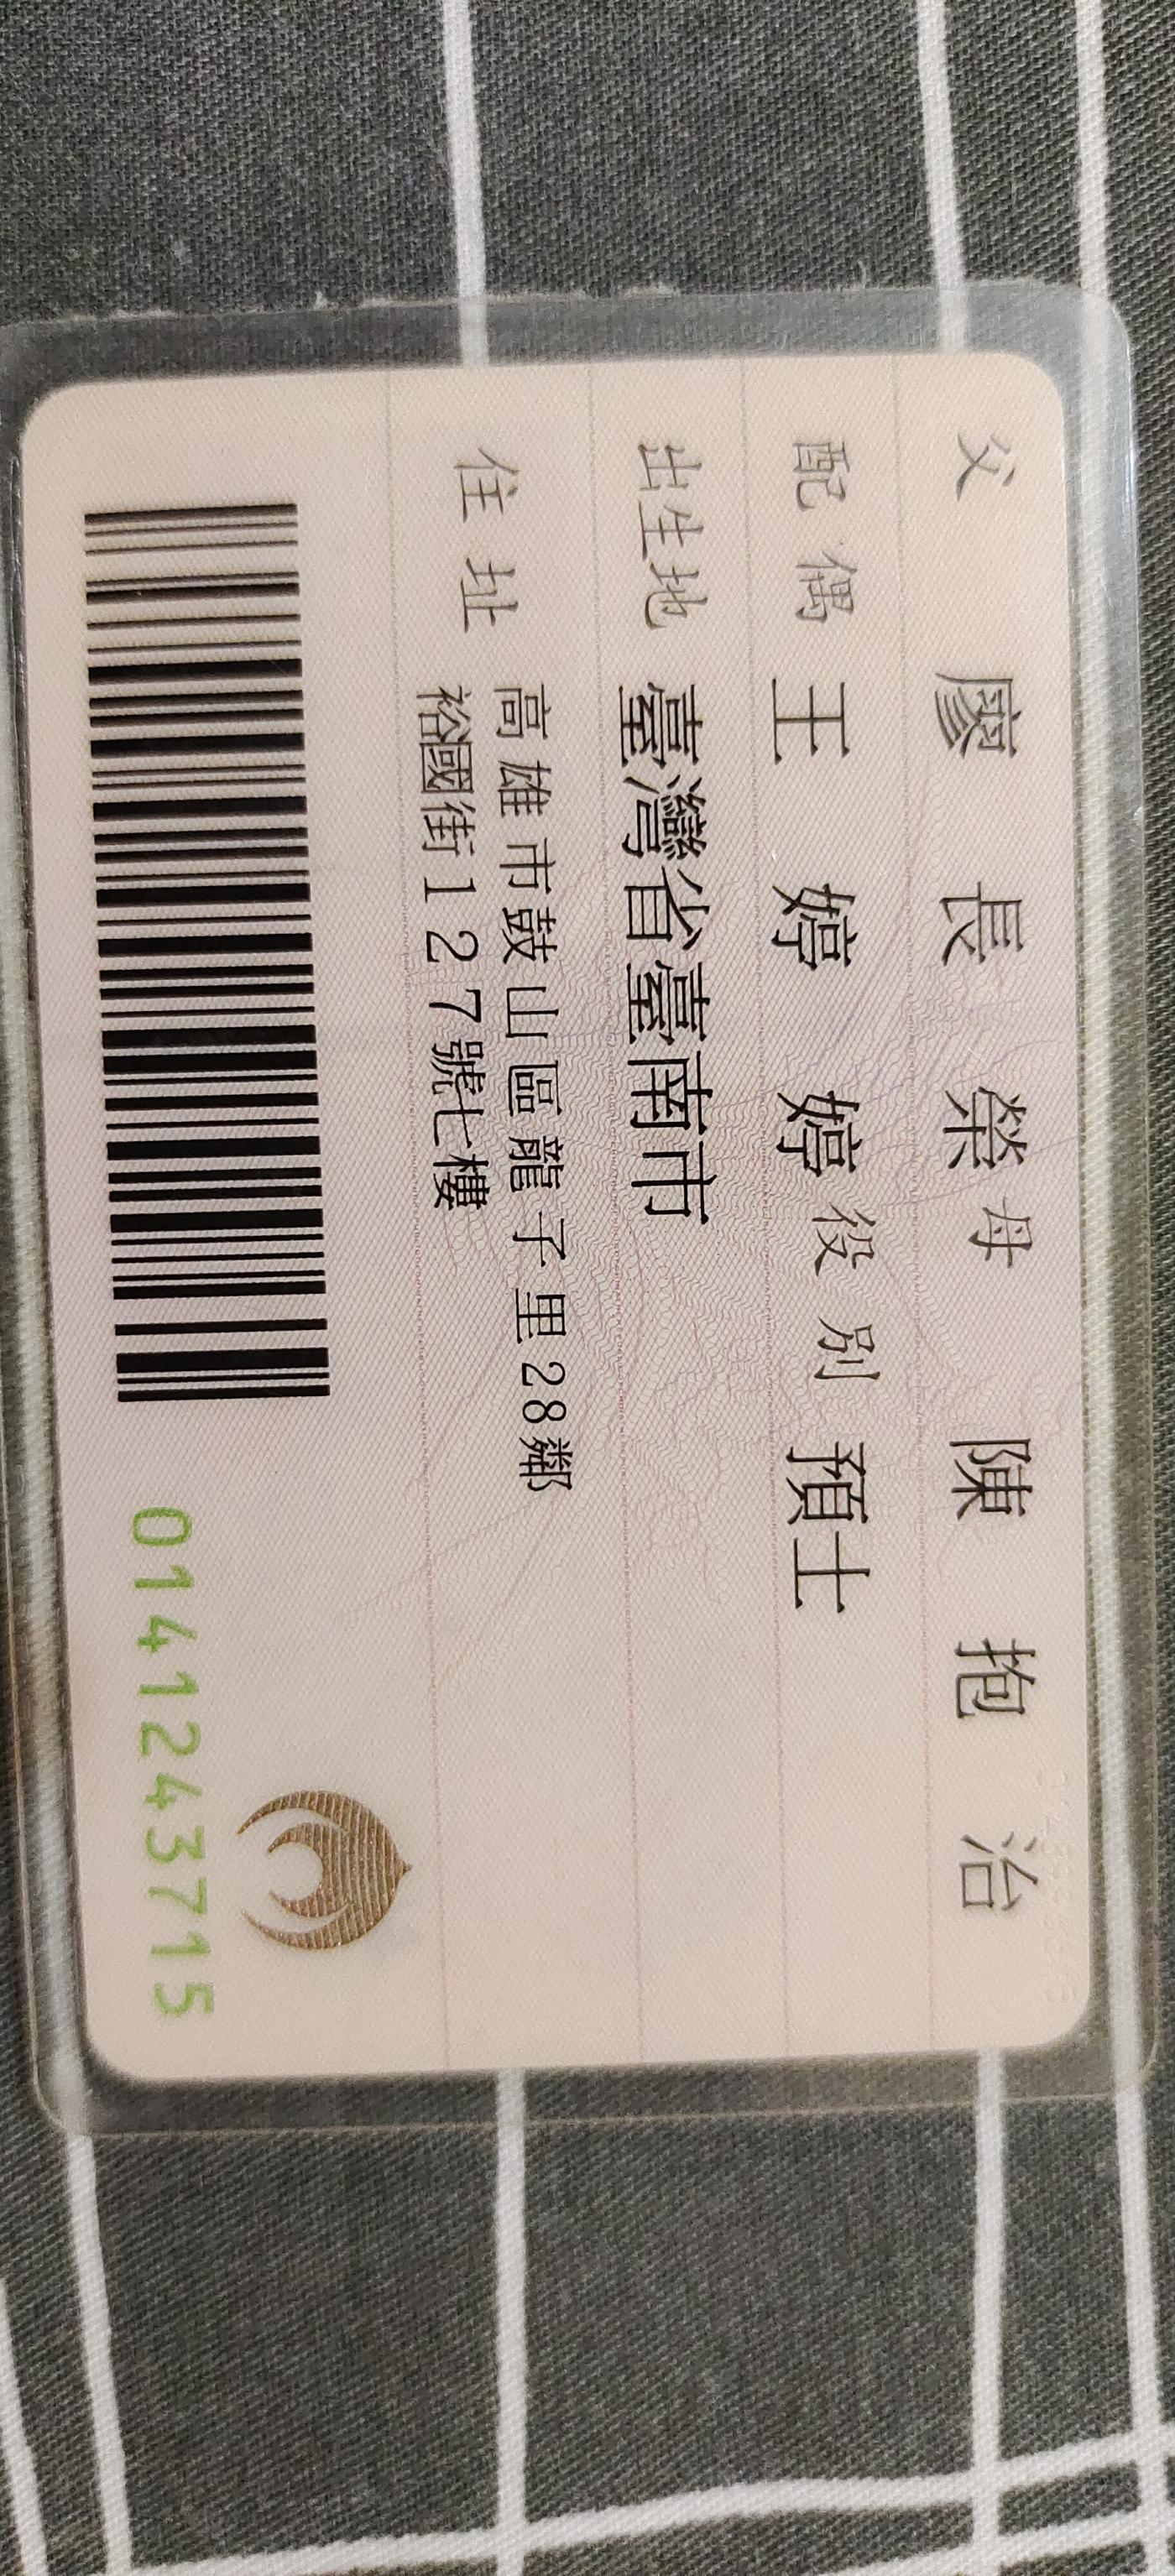 父 廖長榮 母 陳抱治
配偶 王婷婷 役別 預士
出生地 臺灣省臺南市
住址 高雄市鼓山區龍子里28鄰
裕國街127號七樓
0141243715